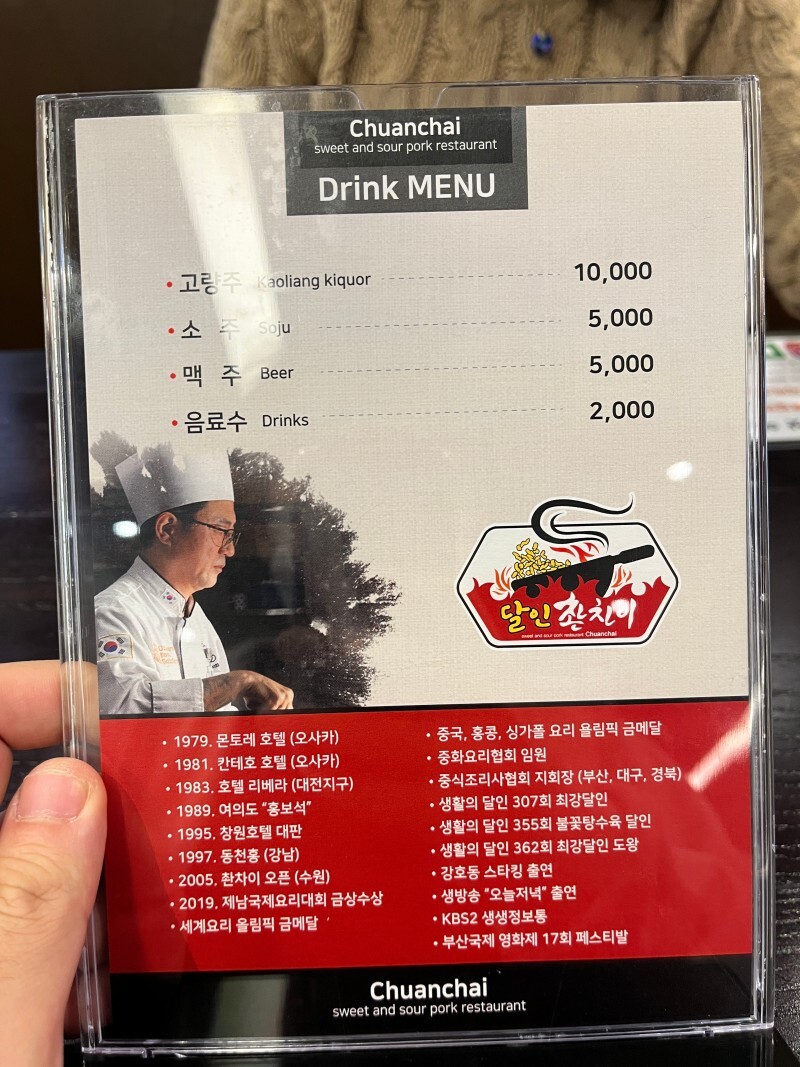 Chuanchai
sweet and sour pork restaurant
Drink MENU
• 고량주 Kaoliang kiquor 10,000
• 소 주 Soju 5,000
• 맥 주 Beer 5,000
• 음료수 Drinks 2,000
달인 촨차이
sweet and sour pork restaurant Chuanchai
• 1979. 몬토레 호텔 (오사카)
• 1981. 칸테호 호텔 (오사카)
• 1983. 호텔 리베라 (대전지구)
• 1989. 여의도 “홍보석”
• 1995. 창원호텔 대판
• 1997. 동천홍 (강남)
• 2005. 촨차이 오픈 (수원)
• 2019. 제남국제요리대회 금상수상
• 세계요리 올림픽 금메달
• 중국, 홍콩, 싱가폴 요리 욜림픽 금메달
• 중화요리협회 임원
• 중식조리사협회 지회장 (부산, 대구, 경북)
• 생활의 달인 307회 최강달인
• 생활의 달인 355회 불꽃탕수육 달인
• 생활의 달인 362회 최강달인 도왕
• 강호동 스타킹 출연
• 생방송 “오늘저녁” 출연
• KBS2 생생정보통
• 부산국제 영화제 17회 페스티발
Chuanchai
sweet and sour pork restaurant